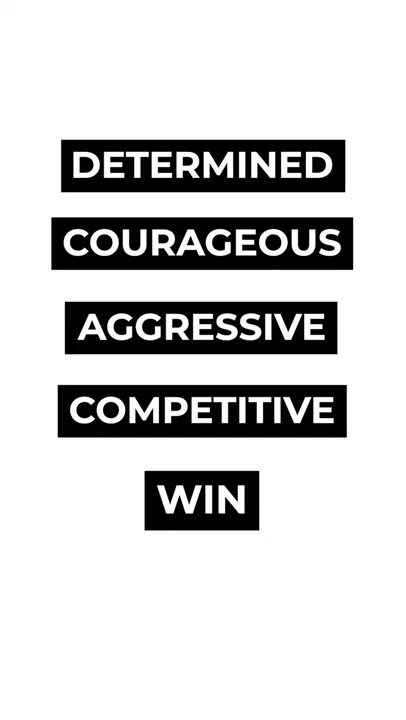 DETERMINED
COURAGEOUS
AGGRESSIVE
COMPETITIVE
WIN